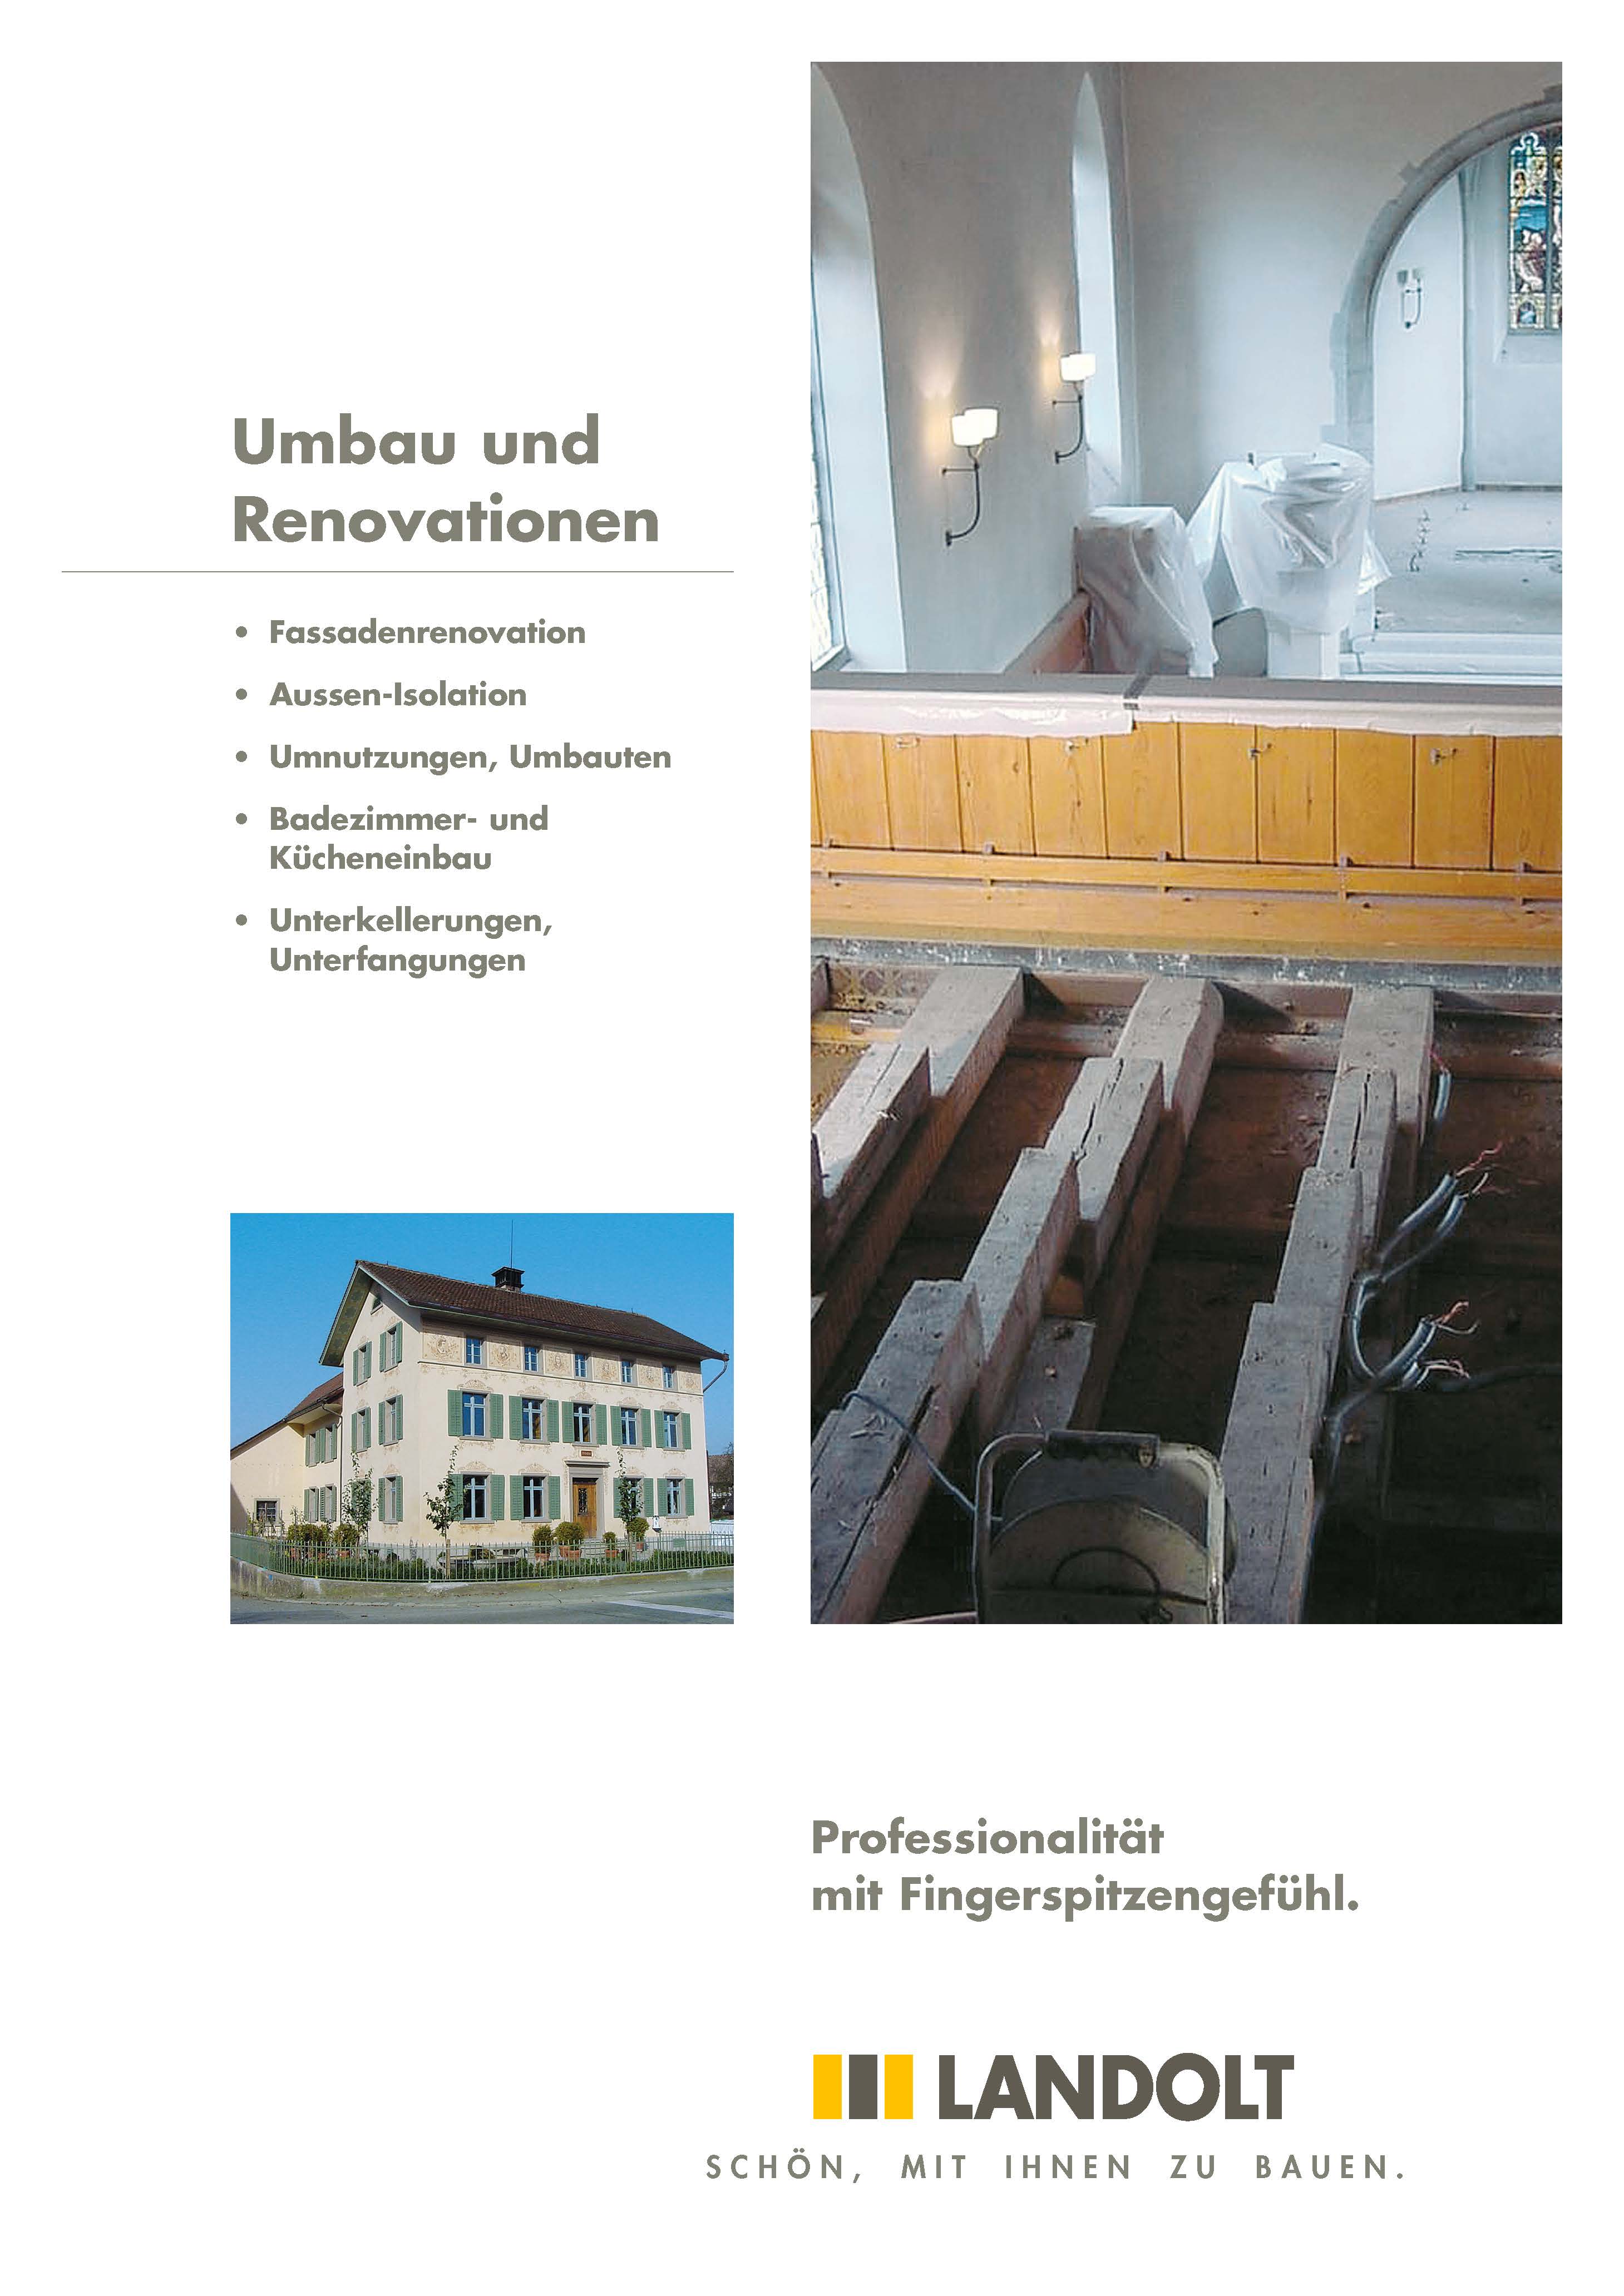 Umbau und
Renovationen
• Fassadenrenovation
• Aussen-Isolation
• Umnutzungen, Umbauten
• Badezimmer- und
Kücheneinbau
• Unterkellerungen,
Unterfangungen
Professionalität
mit Fingerspitzengefühl.
LANDOLT
SCHÖN, MIT IHNEN ZU BAUEN.